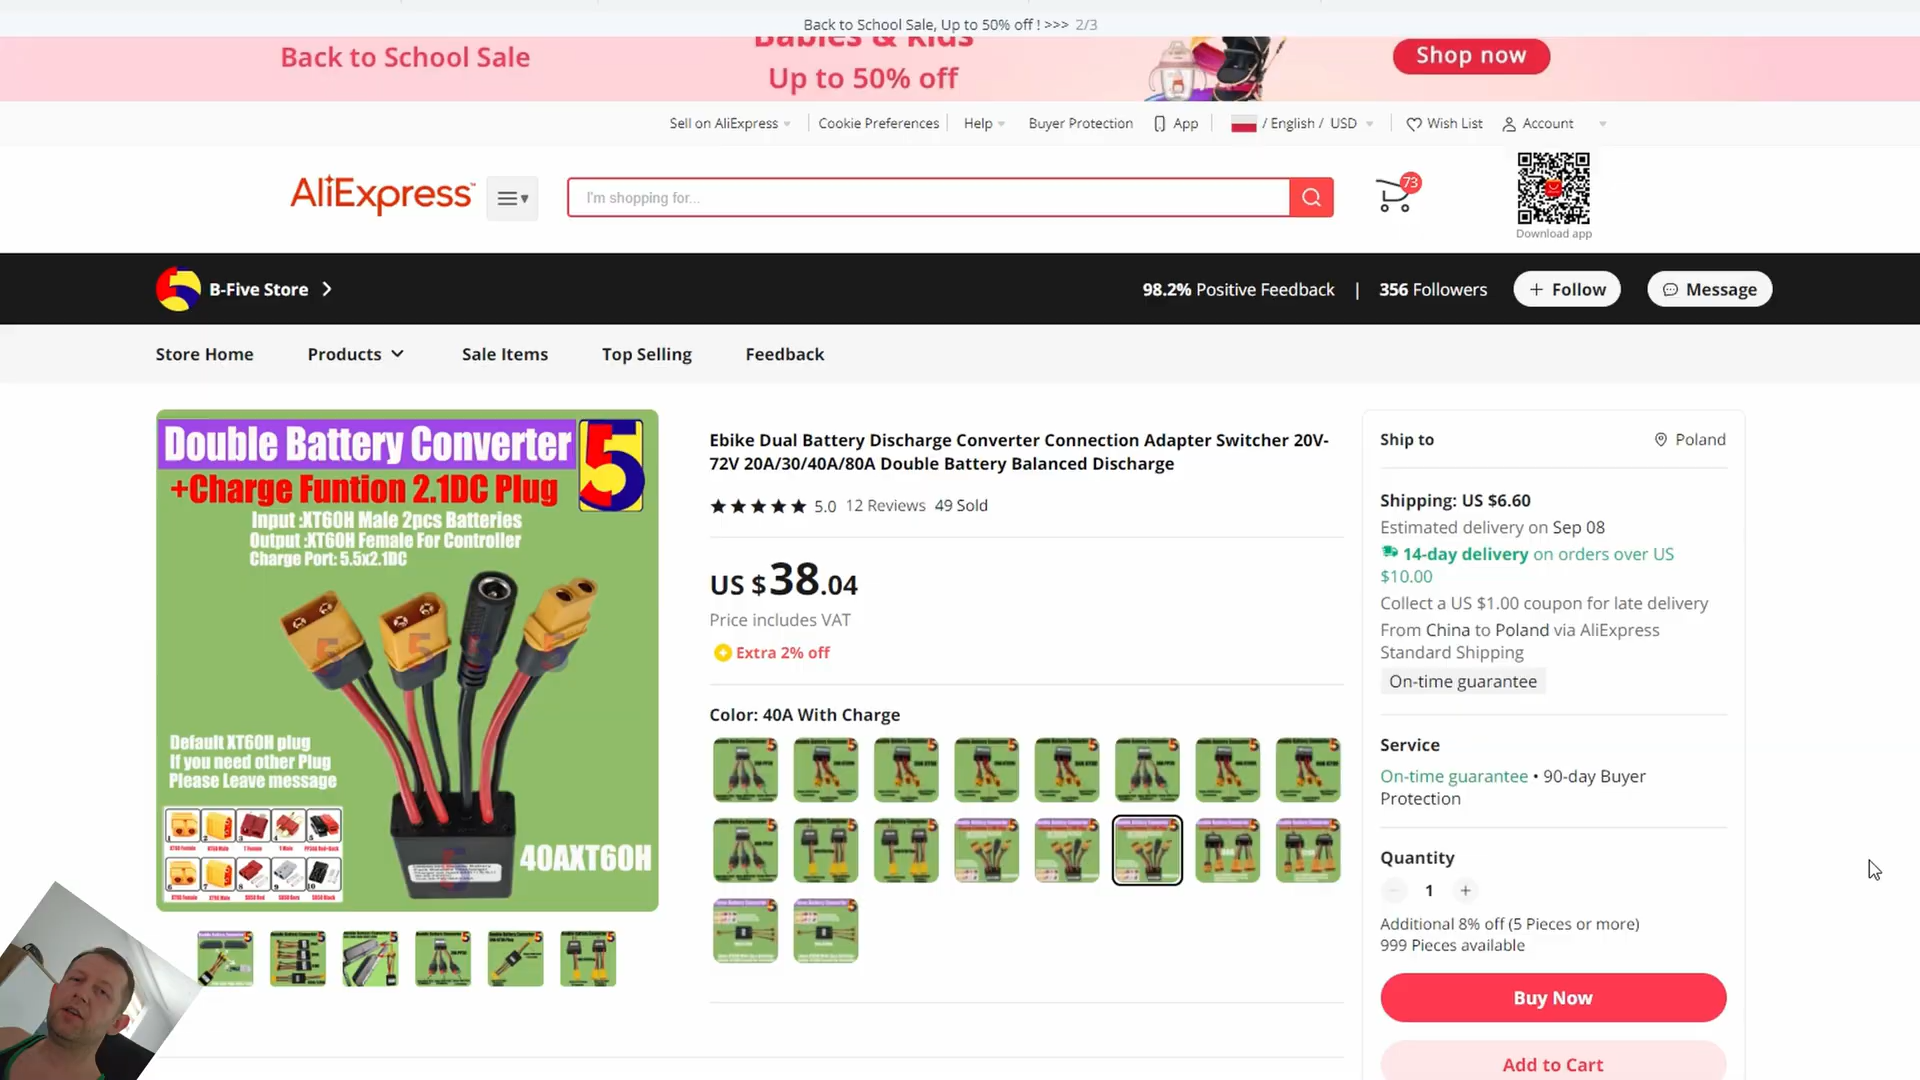 Back to School Sale, Up to 50% off ! >>> 2/3
Back to School Sale
Babies & Kids
Up to 50% off
Shop now
Sell on AliExpress
Cookie Preferences
Help
Buyer Protection
App
/ English / USD
Wish List
Account
AliExpress
I'm shopping for...
73
Download app
5
B-Five Store
98.2% Positive Feedback | 356 Followers
+ Follow
Message
Store Home
Products
Sale Items
Top Selling
Feedback
Double Battery Converter
5
+Charge Funtion 2.1DC Plug
Input :XT60H Male 2pcs Batteries
Output :XT60H Female For Controller
Charge Port: 5.5x2.1DC
Default XT60H plug
If you need other Plug
Please Leave message
40AXT60H
Ebike Dual Battery Discharge Converter Connection Adapter Switcher 20V-
72V 20A/30/40A/80A Double Battery Balanced Discharge
5.0 12 Reviews 49 Sold
US $38.04
Price includes VAT
Extra 2% off
Color: 40A With Charge
Ship to
Poland
Shipping: US $6.60
Estimated delivery on Sep 08
14-day delivery on orders over US
$10.00
Collect a US $1.00 coupon for late delivery
From China to Poland via AliExpress
Standard Shipping
On-time guarantee
Service
On-time guarantee • 90-day Buyer
Protection
Quantity
- 1 +
Additional 8% off (5 Pieces or more)
999 Pieces available
Buy Now
Add to Cart